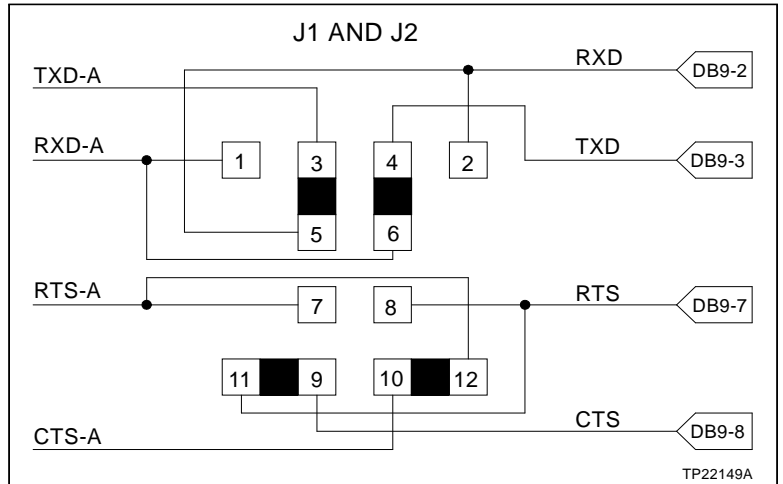 J1 AND J2
TXD-A
RXD
DB9-2
RXD-A
1
3
4
2
TXD
DB9-3
5
6
RTS-A
7
8
RTS
DB9-7
11
9
10
12
CTS-A
CTS
DB9-8
TP22149A